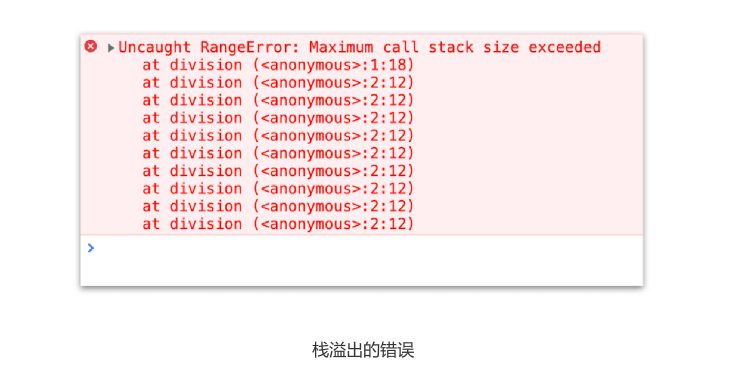 Uncaught RangeError: Maximum call stack size exceeded
at division (<anonymous>:1:18)
at division (<anonymous>:2:12)
at division (<anonymous>:2:12)
at division (<anonymous>:2:12)
at division (<anonymous>:2:12)
at division (<anonymous>:2:12)
at division (<anonymous>:2:12)
at division (<anonymous>:2:12)
at division (<anonymous>:2:12)
at division (<anonymous>:2:12)
栈溢出的错误